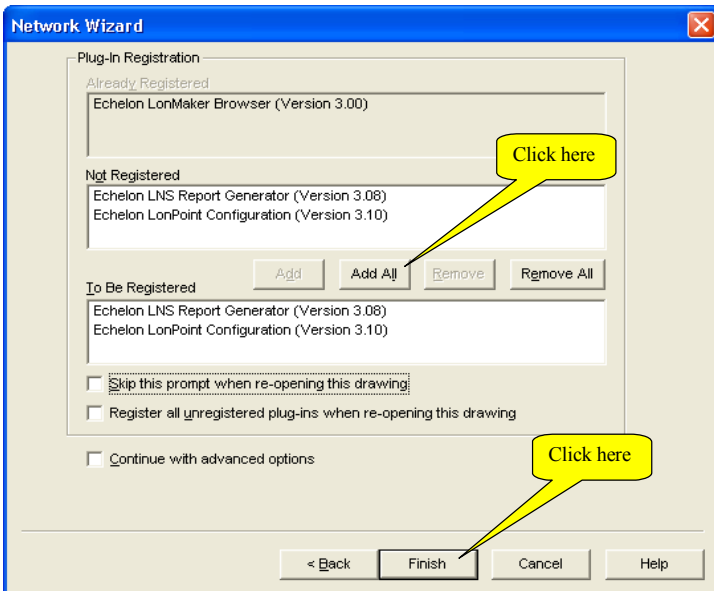 Network Wizard
Plug-In Registration
Already Registered
Echelon LonMaker Browser (Version 3.00)
Click here
Not Registered
Echelon LNS Report Generator (Version 3.08)
Echelon LonPoint Configuration (Version 3.10)
Add Add All Remove Remove All
To Be Registered
Echelon LNS Report Generator (Version 3.08)
Echelon LonPoint Configuration (Version 3.10)
Skip this prompt when re-opening this drawing
Register all unregistered plug-ins when re-opening this drawing
Continue with advanced options
Click here
< Back Finish Cancel Help